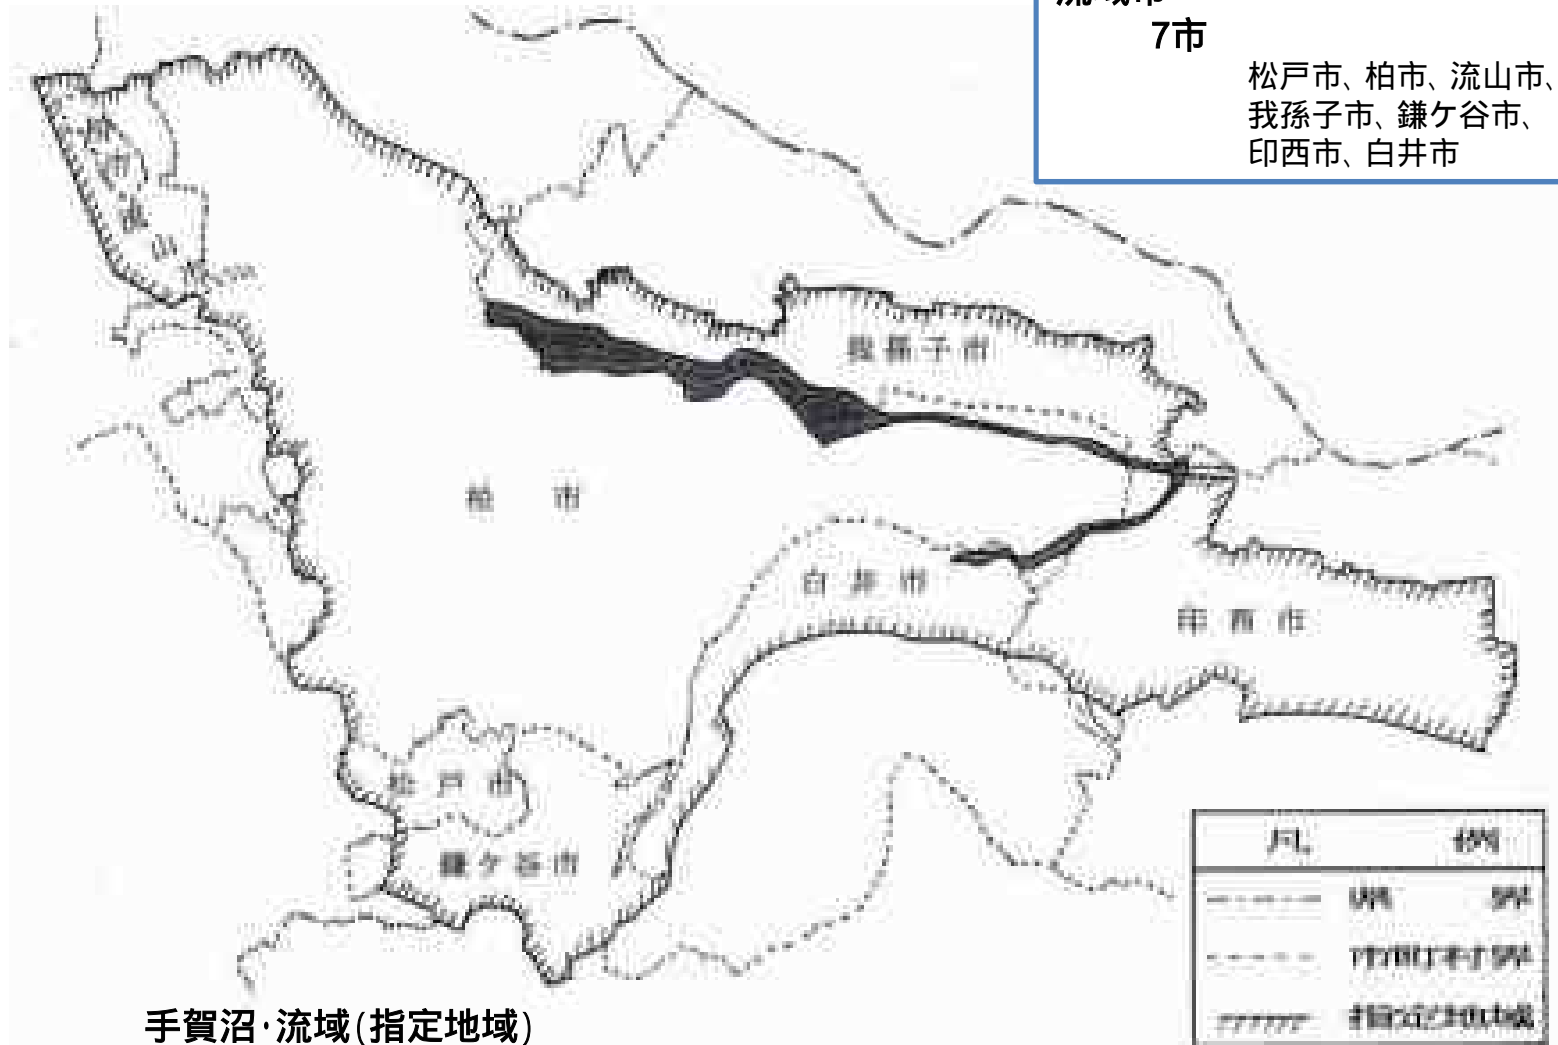 流域市
7市
松戸市、柏市、流山市、
我孫子市、鎌ケ谷市、
印西市、白井市
我孫子市
柏 市
白井市
印西市
松戸市
鎌ケ谷市
凡 例
県 界
市町村界
指定地域
手賀沼・流域(指定地域)